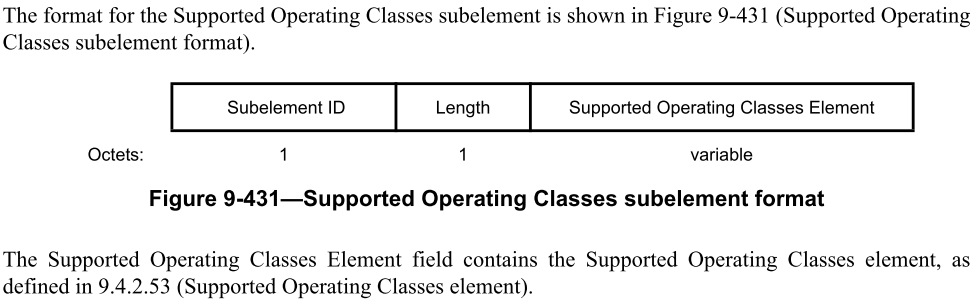 The format for the Supported Operating Classes subelement is shown in Figure 9-431 (Supported Operating
Classes subelement format).
Subelement ID Length Supported Operating Classes Element
Octets: 1 1 variable
Figure 9-431—Supported Operating Classes subelement format
The Supported Operating Classes Element field contains the Supported Operating Classes element, as
defined in 9.4.2.53 (Supported Operating Classes element).